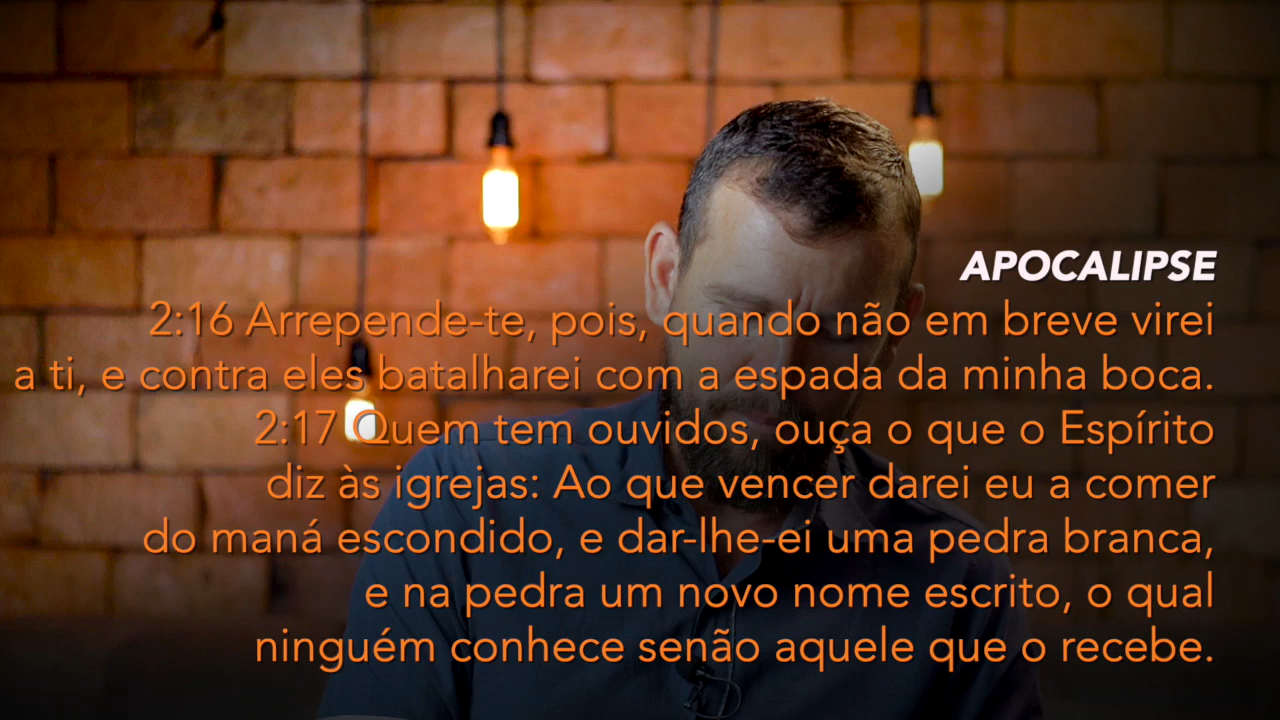 APOCALIPSE
2:16 Arrepende-te, pois, quando não em breve virei
a ti, e contra eles batalharei com a espada da minha boca.
2:17 Quem tem ouvidos, ouça o que o Espírito
diz às igrejas: Ao que vencer darei eu a comer
do maná escondido, e dar-lhe-ei uma pedra branca,
e na pedra um novo nome escrito, o qual
ninguém conhece senão aquele que o recebe.